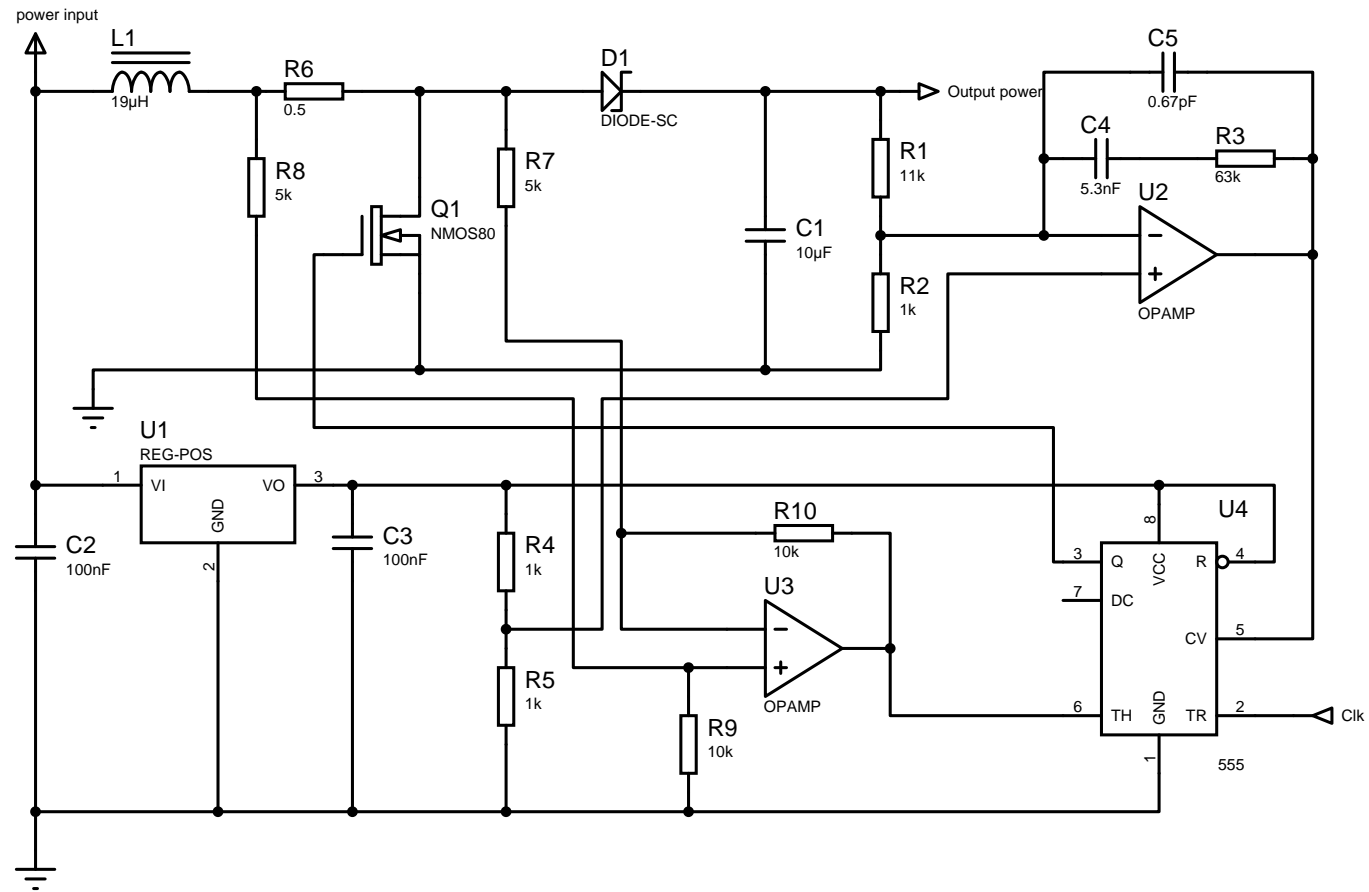 power input
L1
19µH
R6
0.5
D1
DIODE-SC
Output power
C5
0.67pF
C4
5.3nF
R3
63k
R8
5k
R7
5k
Q1
NMOS80
C1
10µF
R1
11k
R2
1k
U2
OPAMP
U1
REG-POS
1
VI
VO
3
GND
2
C2
100nF
C3
100nF
R4
1k
R5
1k
R10
10k
U3
OPAMP
R9
10k
U4
8
VCC
3
Q
R
4
7
DC
CV
5
6
TH
GND
TR
2
Clk
1
555